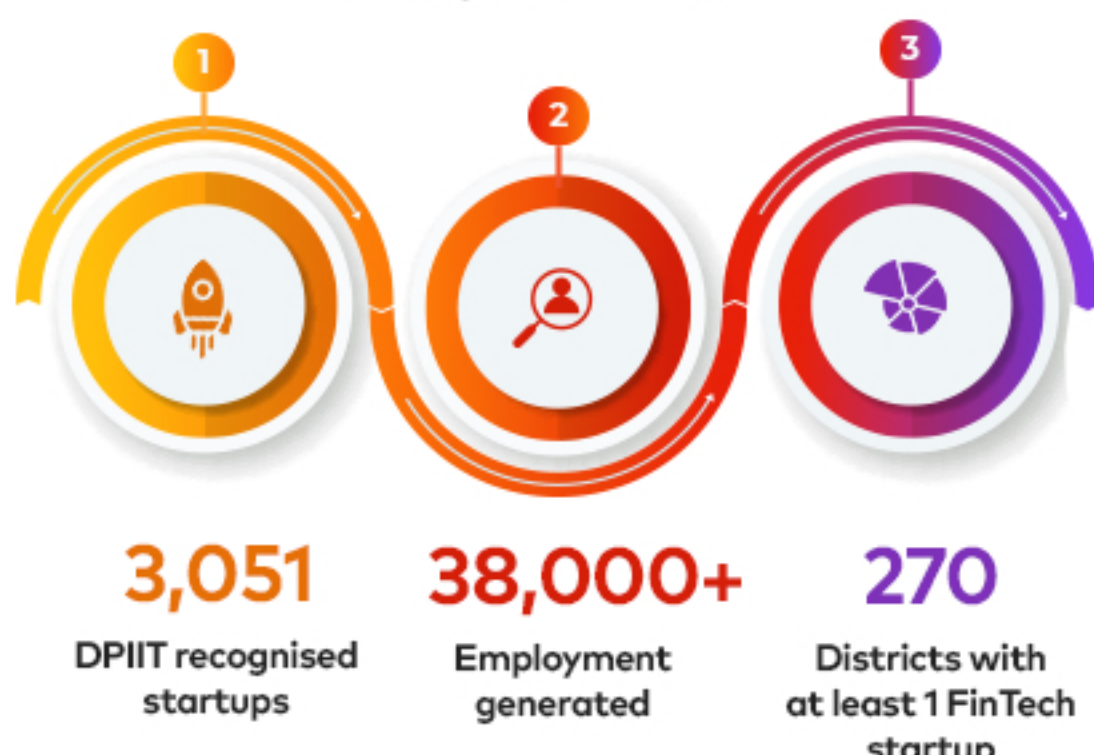 1
2
3
3,051
38,000+
270
DPIIT recognised
startups
Employment
generated
Districts with
at least 1 FinTech
startup